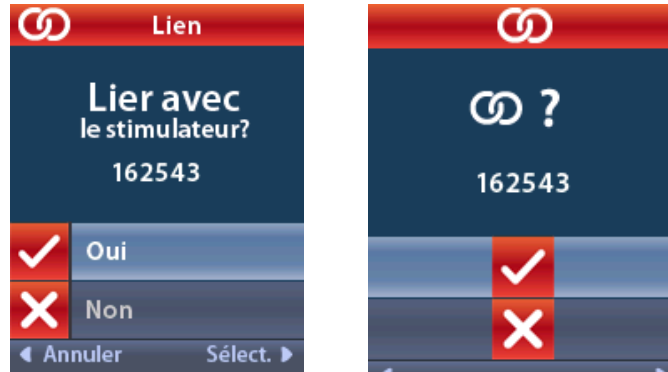 Lien
Lier avec
le stimulateur?
162543
Oui
Non
Annuler Sélect.
?
162543